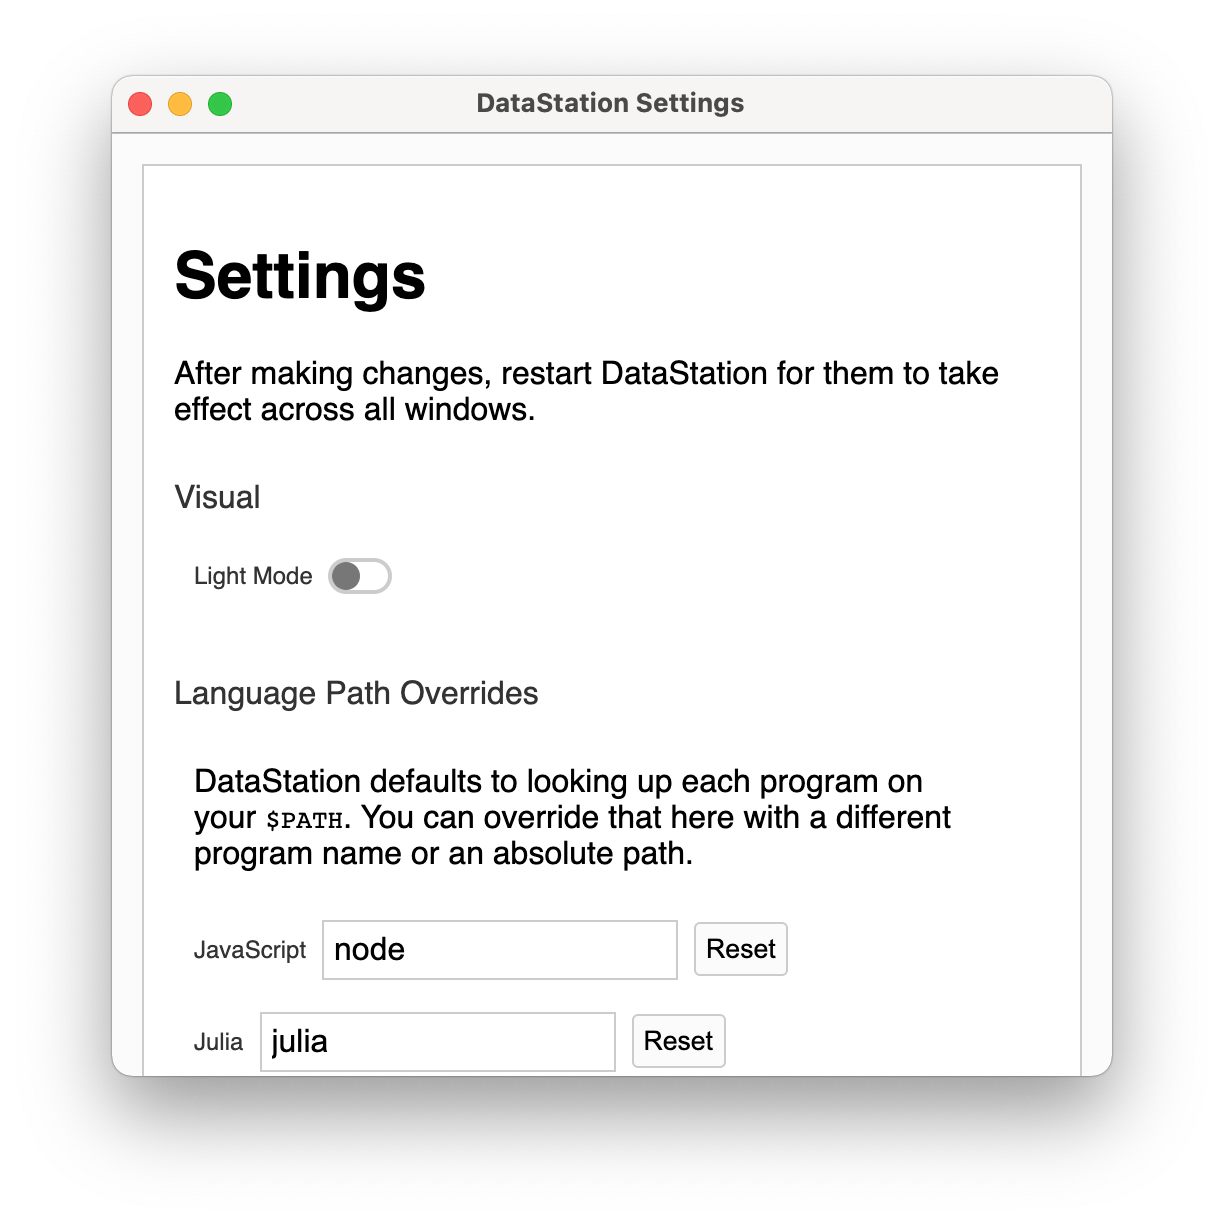 DataStation Settings
Settings
After making changes, restart DataStation for them to take
effect across all windows.
Visual
Light Mode
Language Path Overrides
DataStation defaults to looking up each program on
your $PATH. You can override that here with a different
program name or an absolute path.
JavaScript node Reset
Julia julia Reset